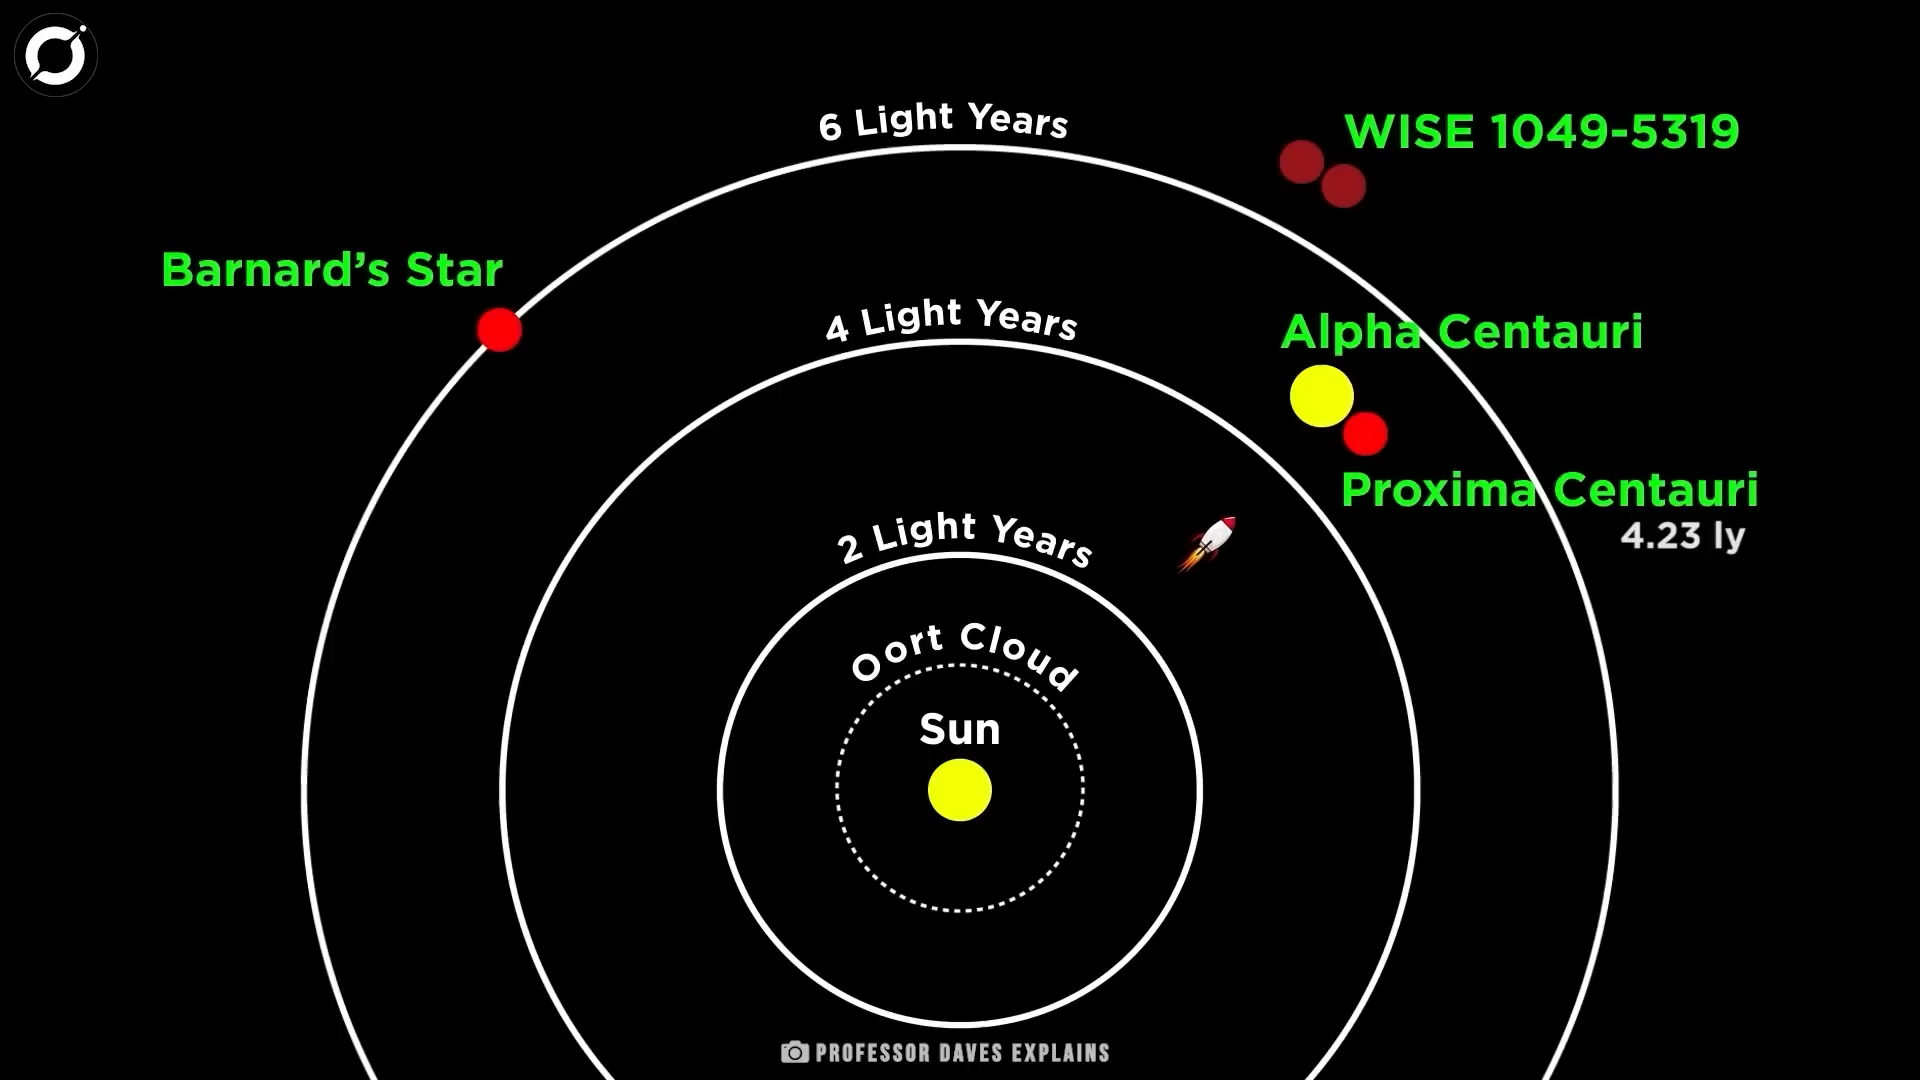 6 Light Years
WISE 1049-5319
Barnard's Star
4 Light Years
Alpha Centauri
Proxima Centauri
4.23 ly
2 Light Years
Oort Cloud
Sun
PROFESSOR DAVES EXPLAINS